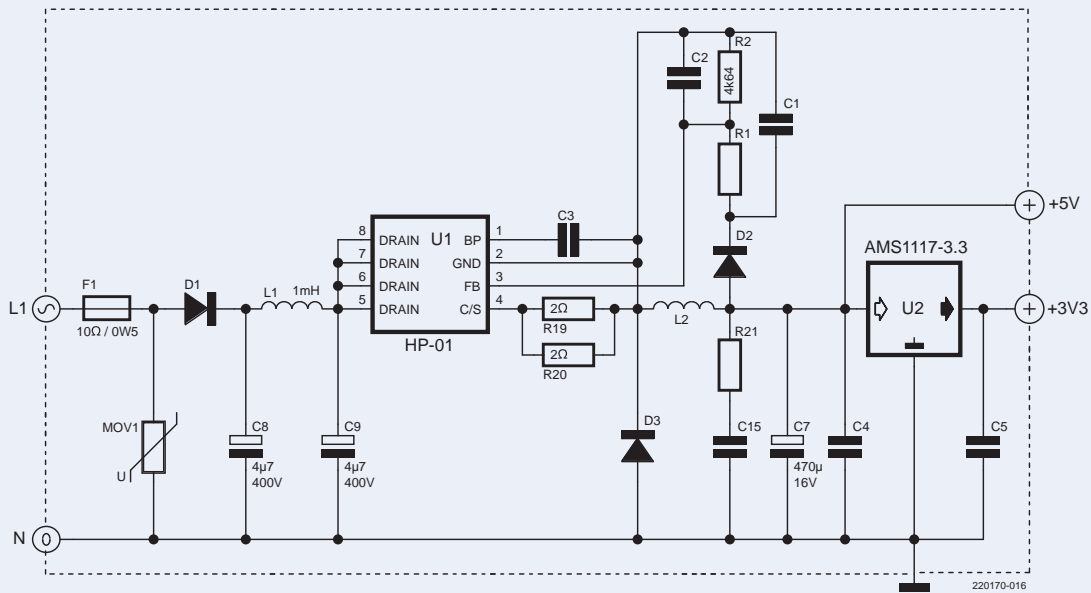 R2
C2
4k64
C1
R1
+5V
C3
D2
AMS1117-3.3
8 DRAIN U1 BP 1
7 DRAIN GND 2
6 DRAIN FB 3
5 DRAIN C/S 4
HP-01
L1
F1
10Ω / 0W5
D1
L1 1mH
2Ω
R19
2Ω
R20
L2
U2
+3V3
R21
MOV1
U
C8
4µ7
400V
C9
4µ7
400V
D3
C15
C7
470µ
16V
C4
C5
N 0
220170-016